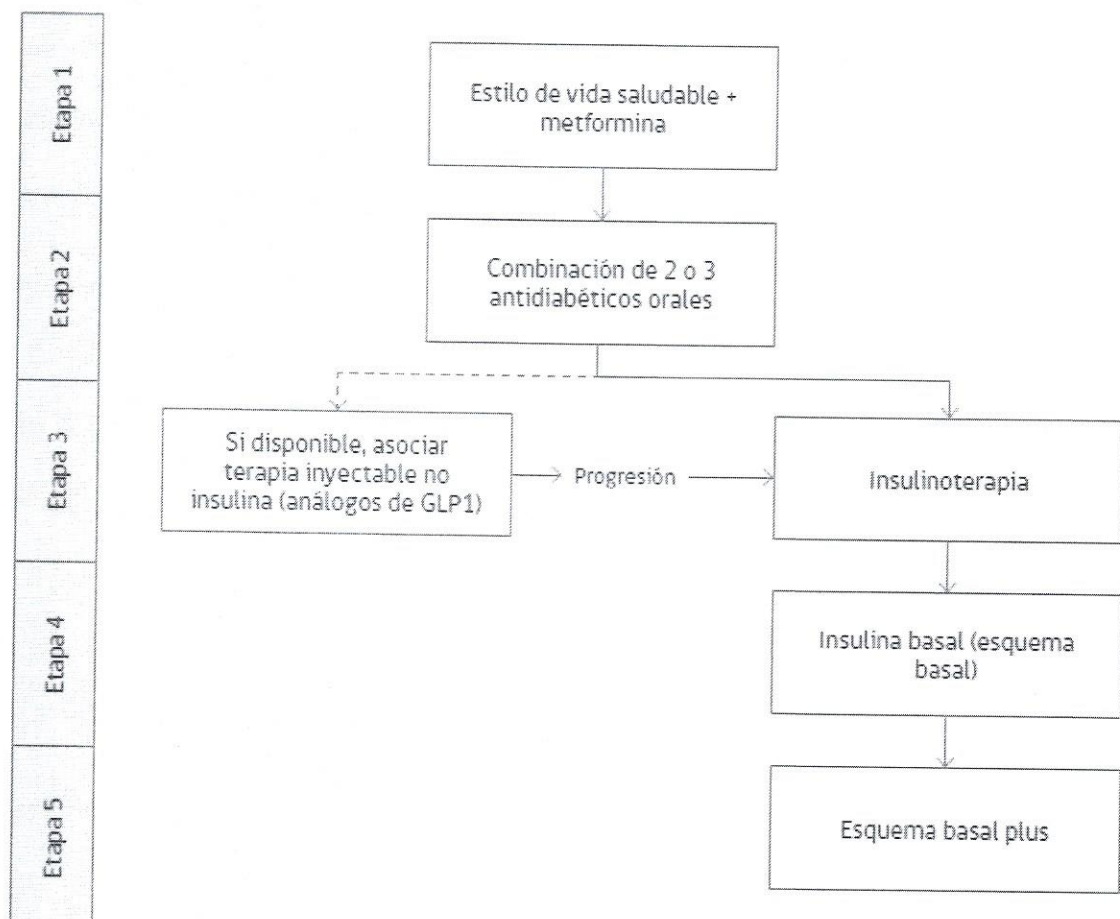 Etapa 1
Estilo de vida saludable +
metformina
Etapa 2
Combinación de 2 o 3
antidiabéticos orales
Etapa 3
Si disponible, asociar
terapia inyectable no
insulina (análogos de GLP1)
Progresión
Insulinoterapia
Etapa 4
Insulina basal (esquema
basal)
Etapa 5
Esquema basal plus